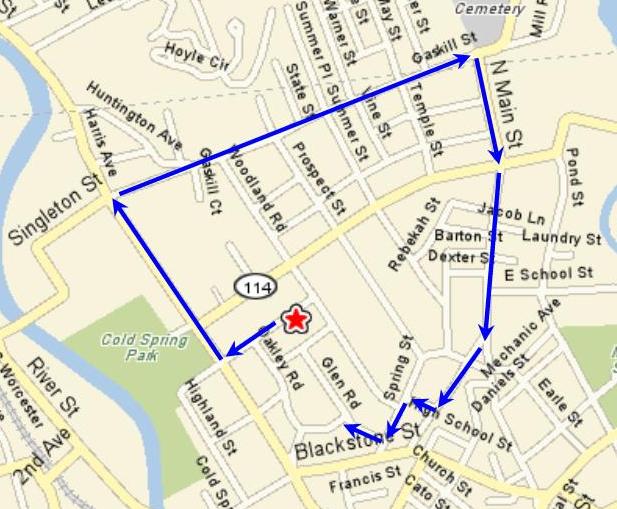 Cemetery
Mill R
Le
St
St
May St
er St
Warner St
Summer Pl
Gaskill St
Hoyle Cir
N Main St
State St
Summer St
Vine St
Temple St
Huntington Ave
Harris Ave
Gaskill Ct
Woodland Rd
Prospect St
Pond St
Singleton St
Rebekah St
Jacob Ln
Barton St
Laundry St
Dexter St
E School St
114
Cold Spring
Park
Oakley Rd
Glen Rd
Spring St
Mechanic Ave
Daniels St
Earle St
River St
Worcester
2nd Ave
Highland St
High School St
Blackstone St
Cold Sp
Francis St
Church St
Cato St
St